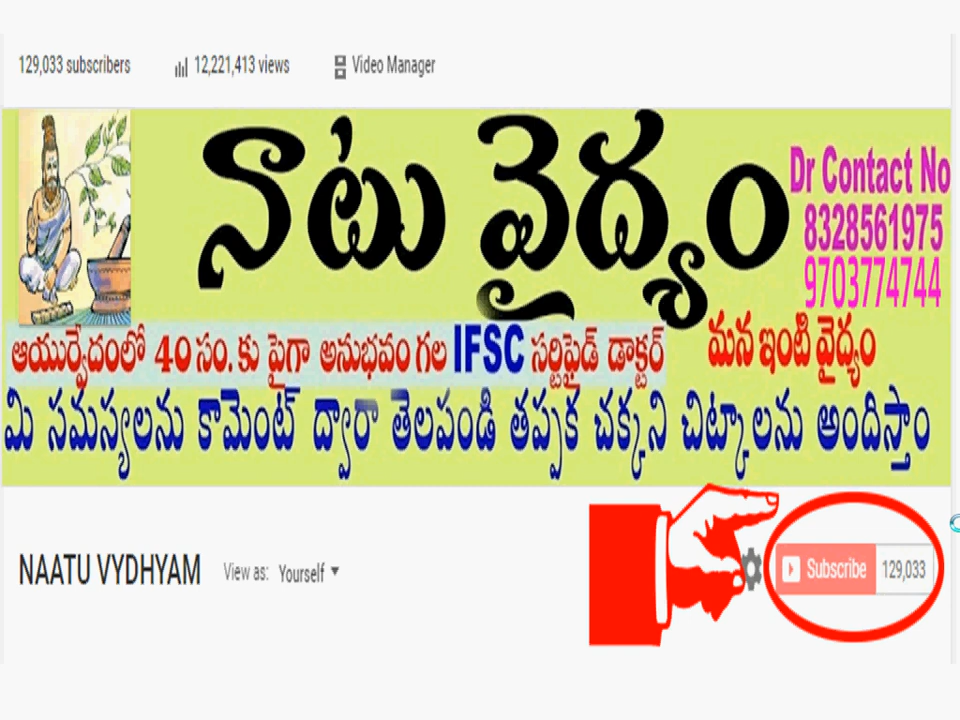 129,033 subscribers 12,221,413 views Video Manager
నాటు వైద్యం
Dr Contact No
8328561975
9703774744
ఆయుర్వేదంలో 40 సం. కు పైగా అనుభవం గల IFSC సర్టిఫైడ్ డాక్టర్
మన ఇంటి వైద్యం
మి సమస్యలను కామెంట్ ద్వారా తెలపండి తప్పక చక్కని చిట్కాలను అందిస్తాం
NAATU VYDHYAM View as: Yourself
Subscribe 129,033